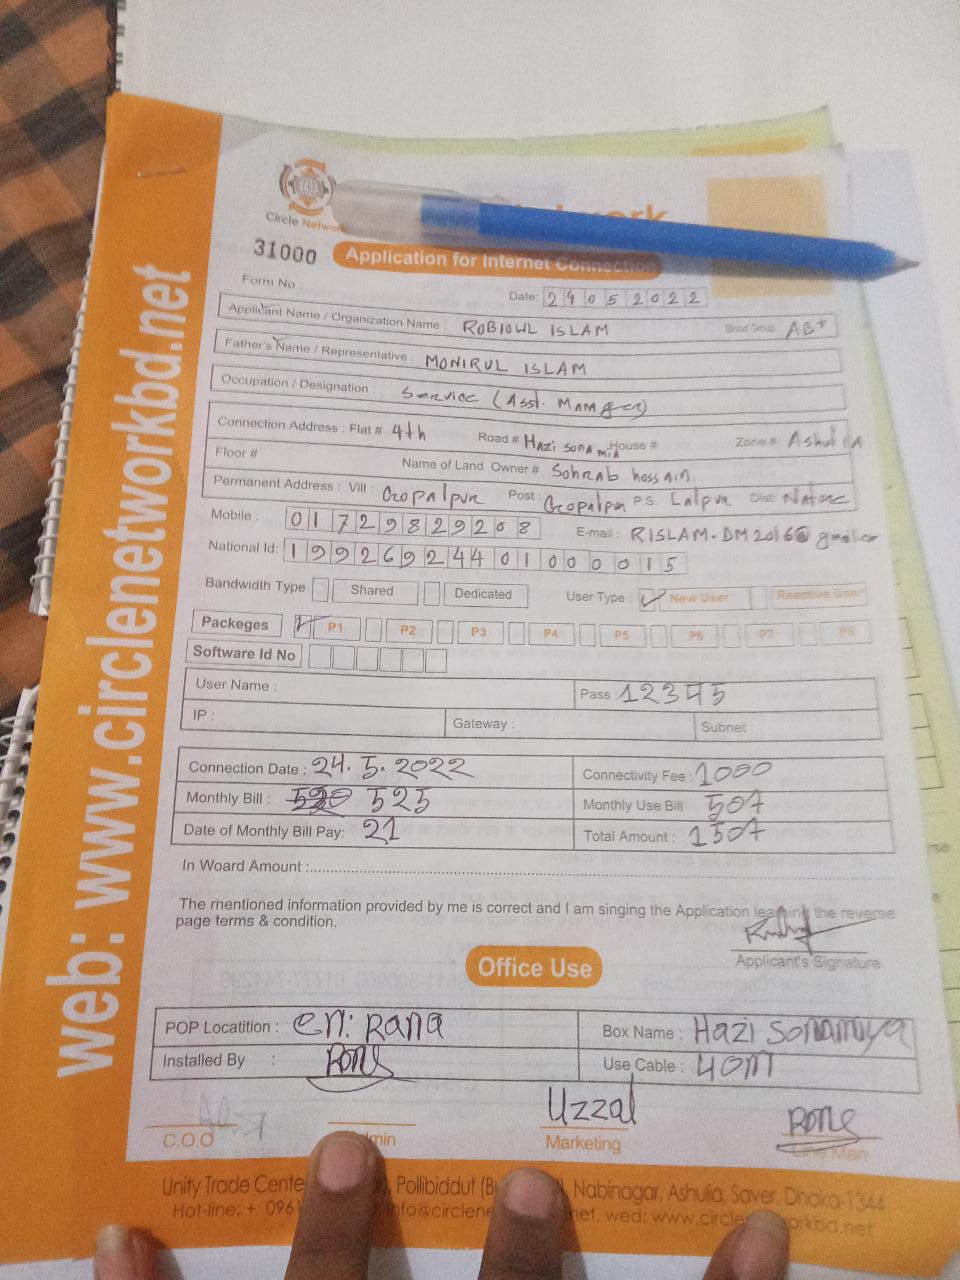 web: www.circlenetworkbd.net
Circle Network
31000
Application for Internet Connection
Form No
Date: 24052022
Applicant Name / Organization Name : ROBIOWL ISLAM Blood Group AB+
Father's Name / Representative : MONIRUL ISLAM
Occupation / Designation : Service (Asst. Manager)
Connection Address : Flat # 4th Road # Hazi sona mia House # Zone # Ashulia
Floor # Name of Land Owner # Sohrab hossain
Permanent Address : Vill : Gopalpur Post : Gopalpur P.S. Lalpur Dist: Natore
Mobile : 01729829208 E-mail : RISLAM.DM2016@gmail.com
National Id: 19926924401000015
Bandwidth Type Shared Dedicated User Type : New User Reactive User
Packeges P1 P2 P3 P4 P5 P6 P7 P8
Software Id No
User Name : Pass : 12345
IP : Gateway : Subnet :
Connection Date : 24.5.2022 Connectivity Fee : 1000
Monthly Bill : 520 525 Monthly Use Bill 507
Date of Monthly Bill Pay: 21 Total Amount : 1507
In Woard Amount :
The mentioned information provided by me is correct and I am singing the Application learning the reverse
page terms & condition.
Applicant's Signature
Office Use
POP Locatition : en: Rana Box Name : Hazi Sonamiya
Installed By : Use Cable : 40m
Uzzal
C.O.O Admin Marketing Line Man
Unity Trade Cente Pollibiddut (B Nabinagar, Ashulia, Saver, Dhaka-1344
Hot-line: + 096 info@circlene net, wed: www.circle orkbd.net